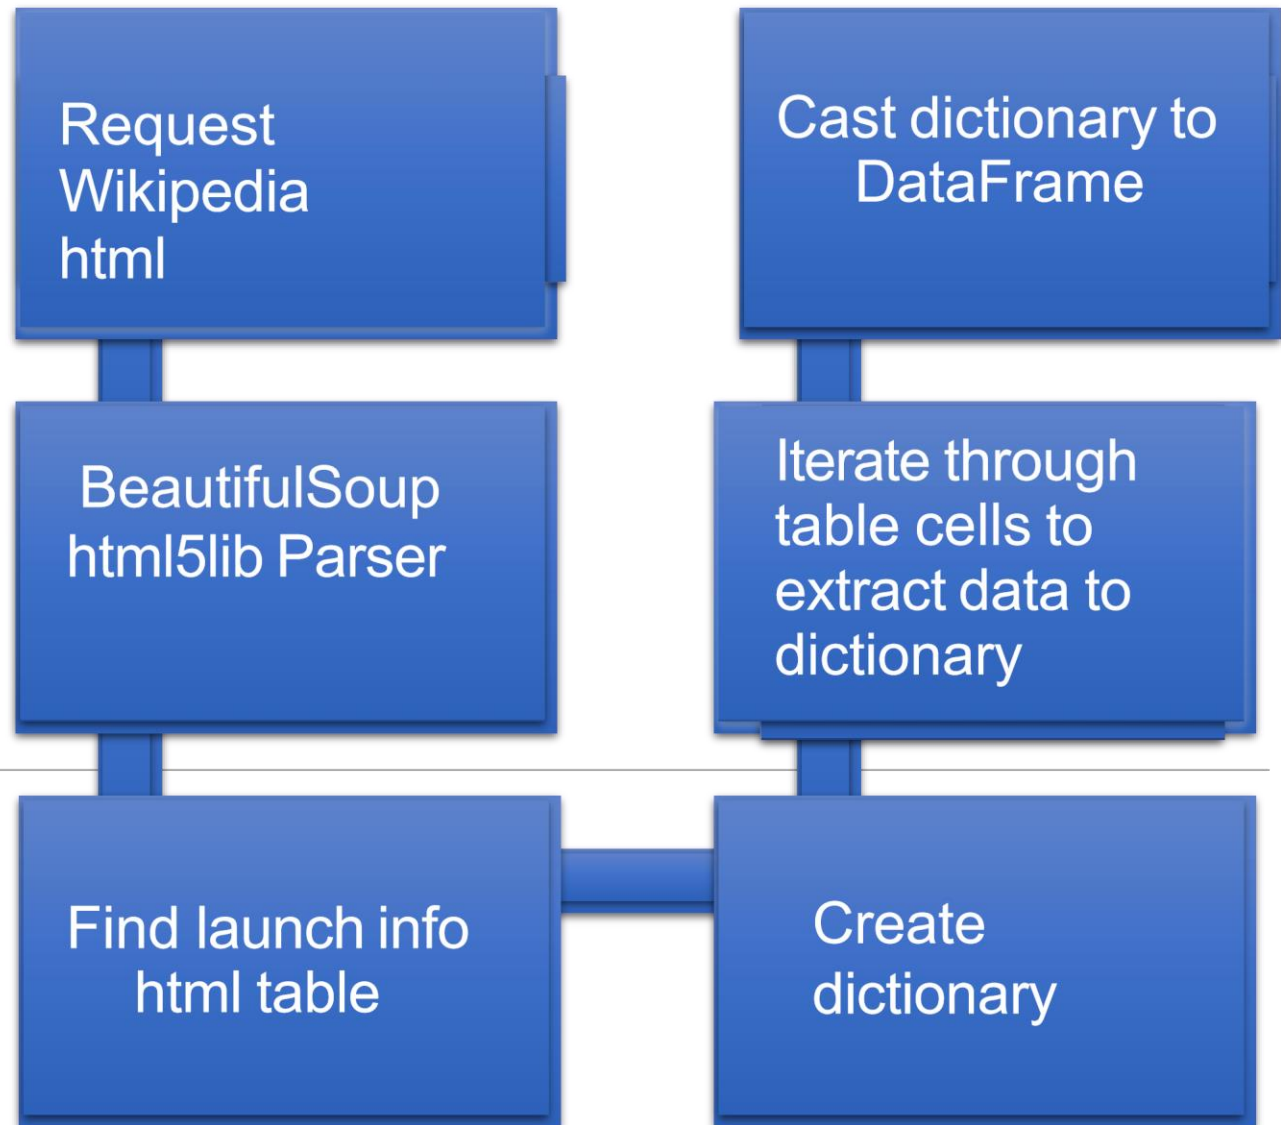 Request
Wikipedia
html
BeautifulSoup
html5lib Parser
Find launch info
html table
Create
dictionary
Iterate through
table cells to
extract data to
dictionary
Cast dictionary to
DataFrame